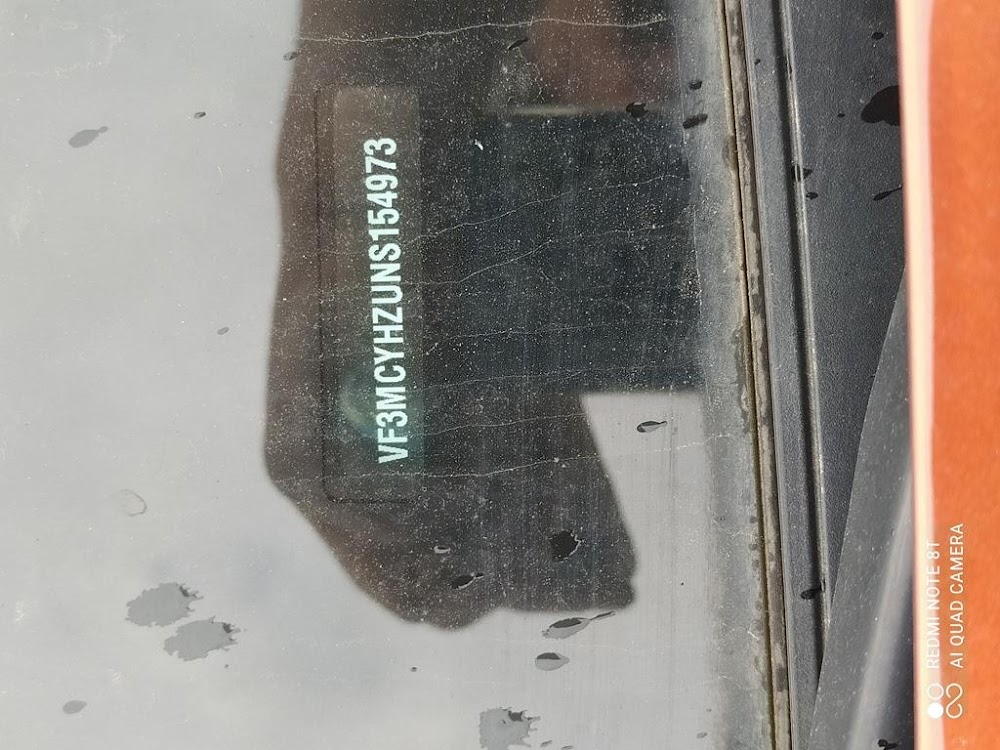 VF3MCYHZUNS154973
REDMI NOTE 8T
AI QUAD CAMERA